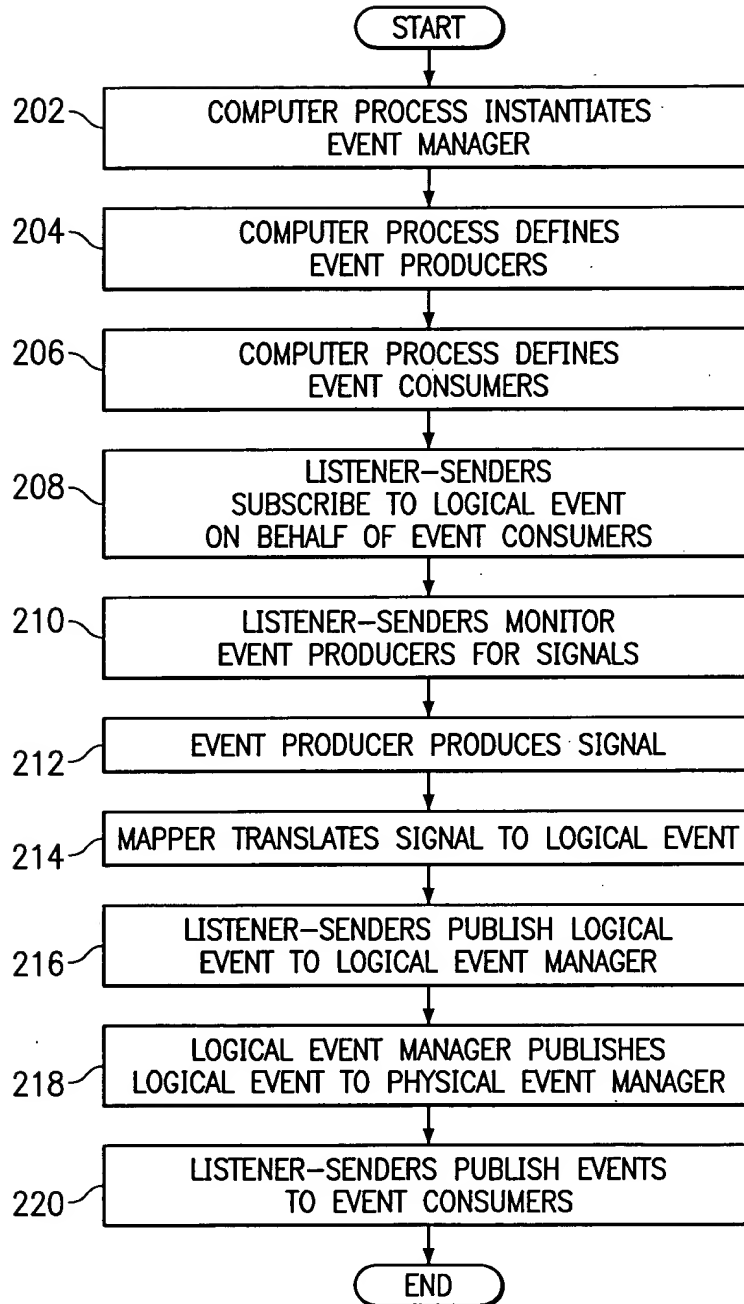 START
202
COMPUTER PROCESS INSTANTIATES
EVENT MANAGER
204
COMPUTER PROCESS DEFINES
EVENT PRODUCERS
206
COMPUTER PROCESS DEFINES
EVENT CONSUMERS
208
LISTENER–SENDERS
SUBSCRIBE TO LOGICAL EVENT
ON BEHALF OF EVENT CONSUMERS
210
LISTENER–SENDERS MONITOR
EVENT PRODUCERS FOR SIGNALS
212
EVENT PRODUCER PRODUCES SIGNAL
214
MAPPER TRANSLATES SIGNAL TO LOGICAL EVENT
216
LISTENER–SENDERS PUBLISH LOGICAL
EVENT TO LOGICAL EVENT MANAGER
218
LOGICAL EVENT MANAGER PUBLISHES
LOGICAL EVENT TO PHYSICAL EVENT MANAGER
220
LISTENER–SENDERS PUBLISH EVENTS
TO EVENT CONSUMERS
END